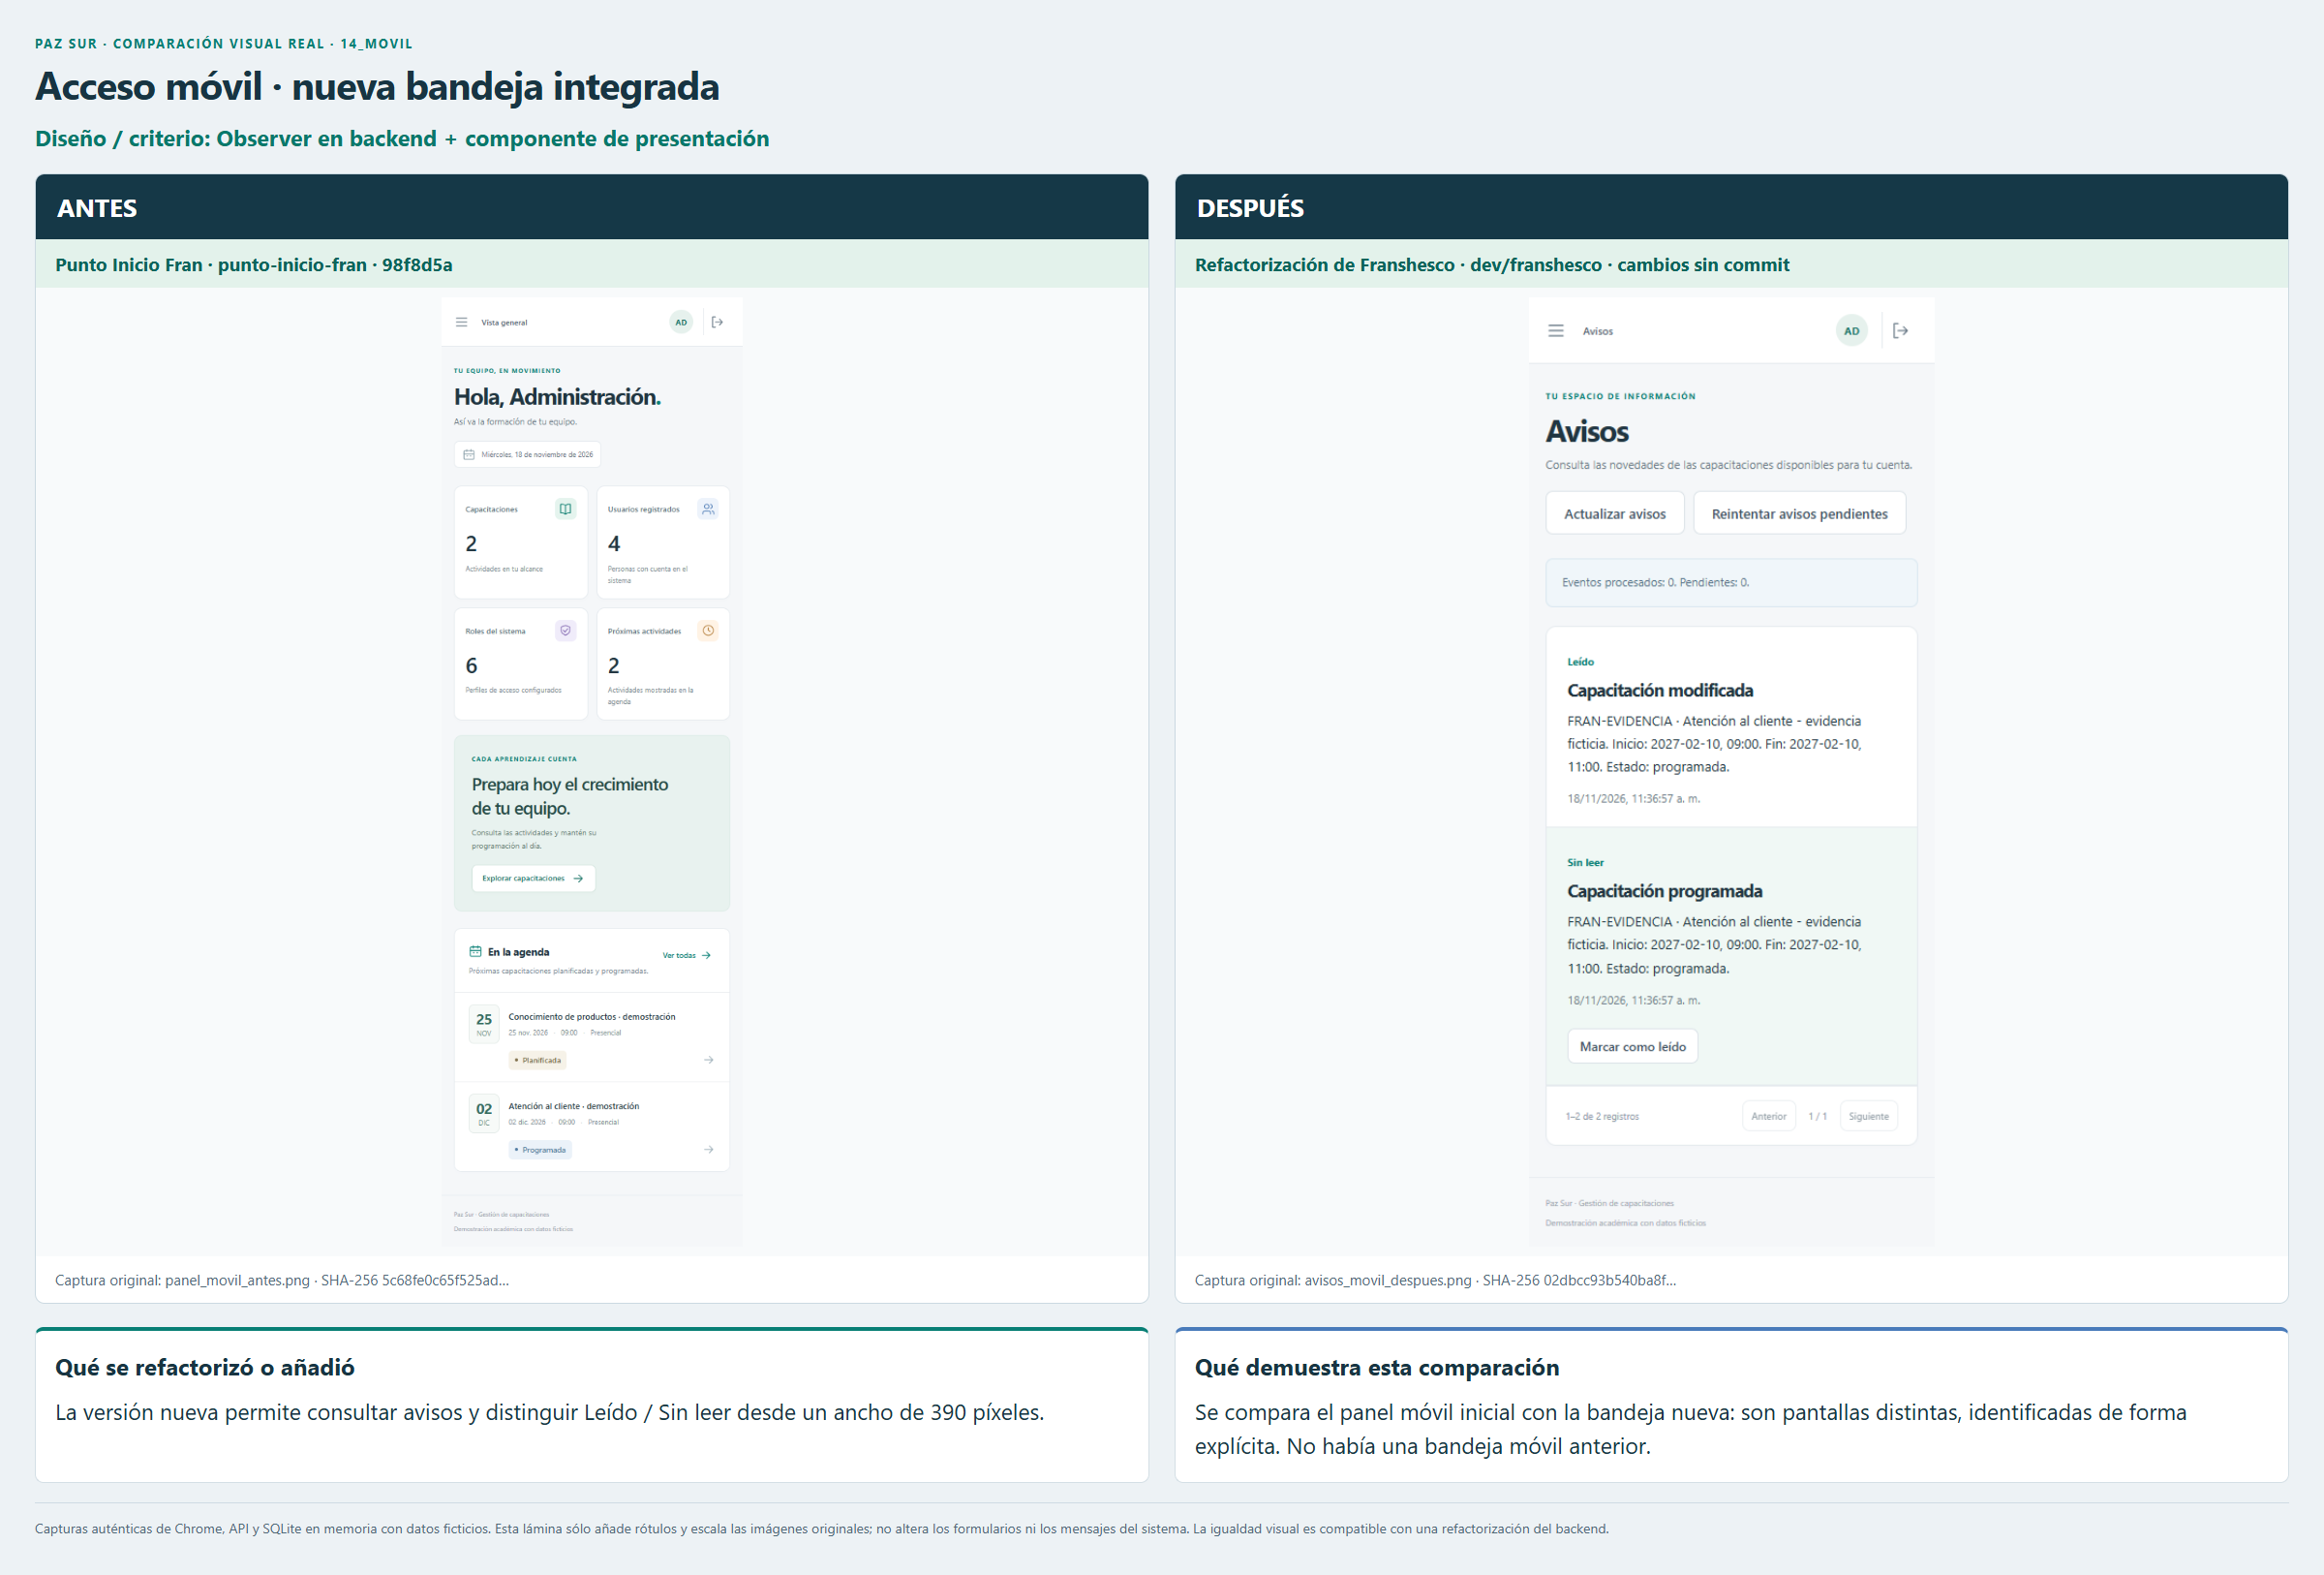 PAZ SUR · COMPARACIÓN VISUAL REAL · 14_MOVIL
Acceso móvil · nueva bandeja integrada
Diseño / criterio: Observer en backend + componente de presentación
ANTES
Punto Inicio Fran · punto-inicio-fran · 98f8d5a
Vista general
AD
TU EQUIPO, EN MOVIMIENTO
Hola, Administración.
Así va la formación de tu equipo.
Miércoles, 18 de noviembre de 2026
Capacitaciones
2
Actividades en tu alcance
Usuarios registrados
4
Personas con cuenta en el
sistema
Roles del sistema
6
Perfiles de acceso configurados
Próximas actividades
2
Actividades mostradas en la
agenda
CADA APRENDIZAJE CUENTA
Prepara hoy el crecimiento
de tu equipo.
Consulta las actividades y mantén su
programación al día.
Explorar capacitaciones
En la agenda
Ver todas
Próximas capacitaciones planificadas y programadas.
25
NOV
Conocimiento de productos · demostración
25 nov. 2026 · 09:00 · Presencial
• Planificada
02
DIC
Atención al cliente · demostración
02 dic. 2026 · 09:00 · Presencial
• Programada
Paz Sur · Gestión de capacitaciones
Demostración académica con datos ficticios
Captura original: panel_movil_antes.png · SHA-256 5c68fe0c65f525ad...
DESPUÉS
Refactorización de Franshesco · dev/franshesco · cambios sin commit
Avisos
AD
TU ESPACIO DE INFORMACIÓN
Avisos
Consulta las novedades de las capacitaciones disponibles para tu cuenta.
Actualizar avisos
Reintentar avisos pendientes
Eventos procesados: 0. Pendientes: 0.
Leído
Capacitación modificada
FRAN-EVIDENCIA · Atención al cliente - evidencia
ficticia. Inicio: 2027-02-10, 09:00. Fin: 2027-02-10,
11:00. Estado: programada.
18/11/2026, 11:36:57 a. m.
Sin leer
Capacitación programada
FRAN-EVIDENCIA · Atención al cliente - evidencia
ficticia. Inicio: 2027-02-10, 09:00. Fin: 2027-02-10,
11:00. Estado: programada.
18/11/2026, 11:36:57 a. m.
Marcar como leído
1–2 de 2 registros
Anterior
1 / 1
Siguiente
Paz Sur · Gestión de capacitaciones
Demostración académica con datos ficticios
Captura original: avisos_movil_despues.png · SHA-256 02dbcc93b540ba8f...
Qué se refactorizó o añadió
La versión nueva permite consultar avisos y distinguir Leído / Sin leer desde un ancho de 390 píxeles.
Qué demuestra esta comparación
Se compara el panel móvil inicial con la bandeja nueva: son pantallas distintas, identificadas de forma
explícita. No había una bandeja móvil anterior.
Capturas auténticas de Chrome, API y SQLite en memoria con datos ficticios. Esta lámina sólo añade rótulos y escala las imágenes originales; no altera los formularios ni los mensajes del sistema. La igualdad visual es compatible con una refactorización del backend.